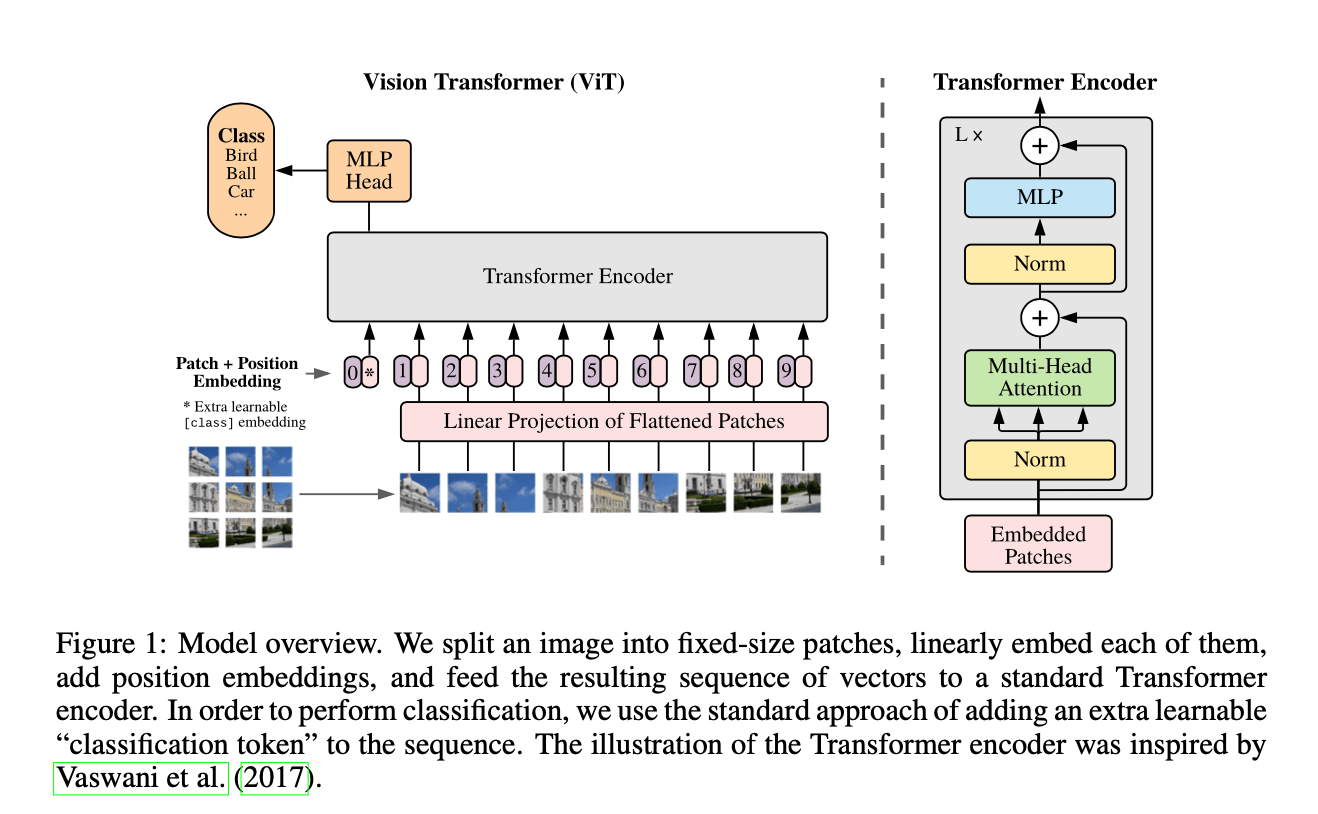 Vision Transformer (ViT)
Class
Bird
Ball
Car
...
MLP
Head
Transformer Encoder
Patch + Position
Embedding
0 * 1 2 3 4 5 6 7 8 9
* Extra learnable
[class] embedding
Linear Projection of Flattened Patches
Transformer Encoder
L x
+
MLP
Norm
+
Multi-Head
Attention
Norm
Embedded
Patches
Figure 1: Model overview. We split an image into fixed-size patches, linearly embed each of them,
add position embeddings, and feed the resulting sequence of vectors to a standard Transformer
encoder. In order to perform classification, we use the standard approach of adding an extra learnable
“classification token” to the sequence. The illustration of the Transformer encoder was inspired by
Vaswani et al. (2017).